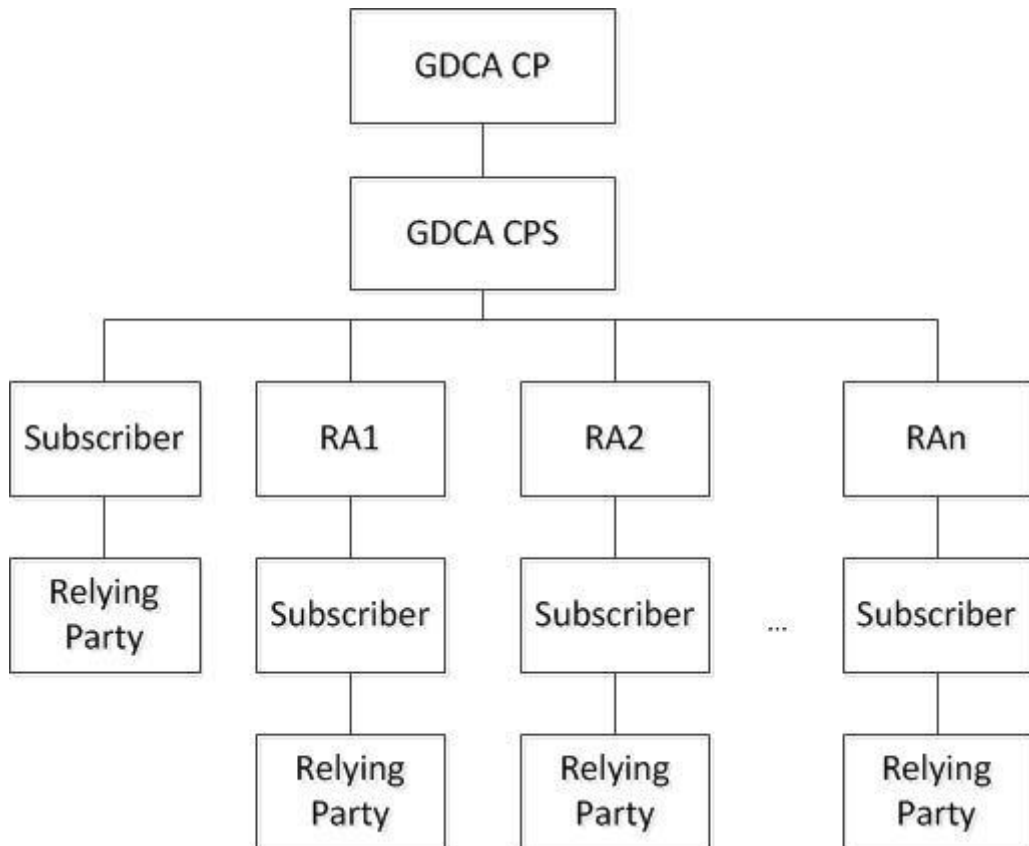 GDCA CP
GDCA CPS
Subscriber
RA1
RA2
RAn
Relying
Party
Subscriber
Subscriber
...
Subscriber
Relying
Party
Relying
Party
Relying
Party